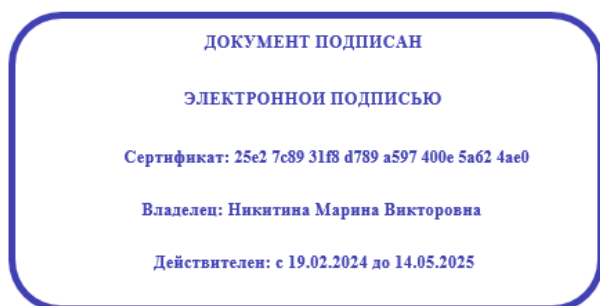 ДОКУМЕНТ ПОДПИСАН
ЭЛЕКТРОННОИ ПОДПИСЬЮ
Сертификат: 25e2 7c89 31f8 d789 a597 400e 5a62 4ae0
Владелец: Никитина Марина Викторовна
Действителен: с 19.02.2024 до 14.05.2025